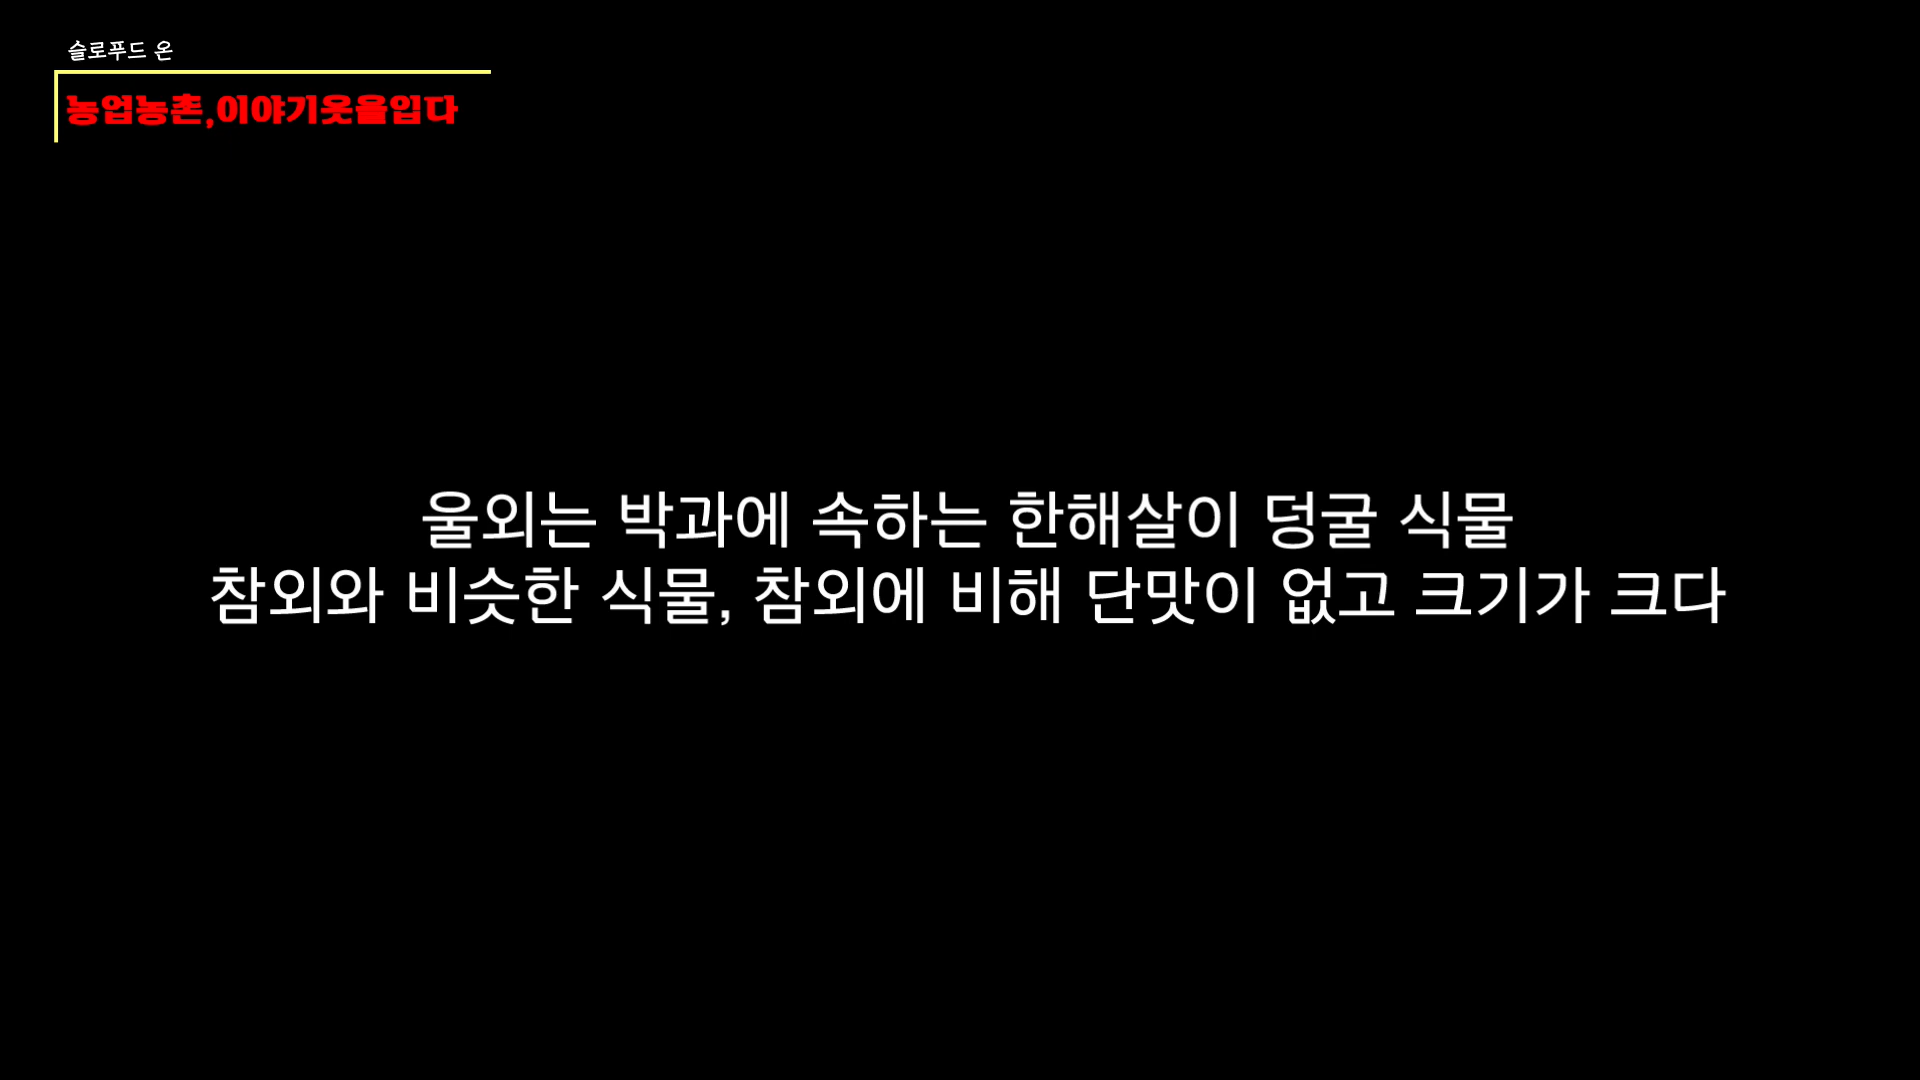 슬로푸드 온
농업농촌,이야기옷을입다
울외는 박과에 속하는 한해살이 덩굴 식물
참외와 비슷한 식물, 참외에 비해 단맛이 없고 크기가 크다